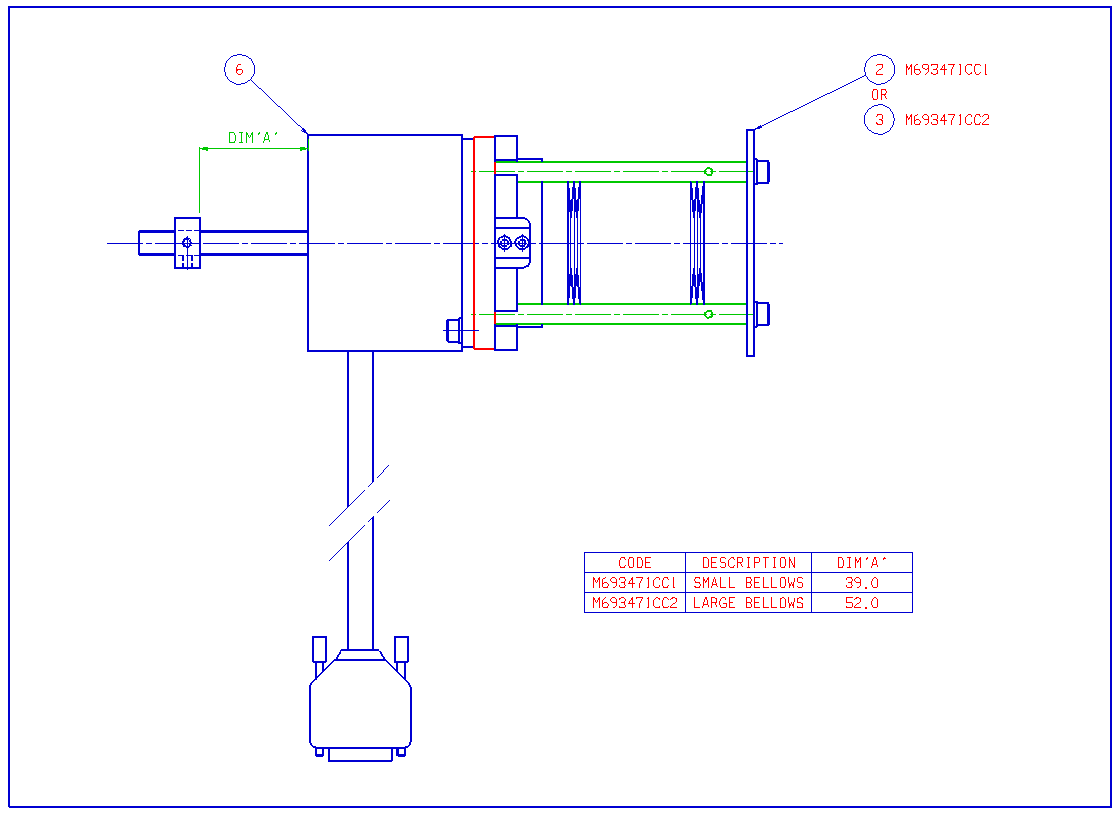 6
2 M693471CC1
OR
3 M693471CC2
DIM'A'
CODE DESCRIPTION DIM'A'
M693471CC1 SMALL BELLOWS 39.0
M693471CC2 LARGE BELLOWS 52.0